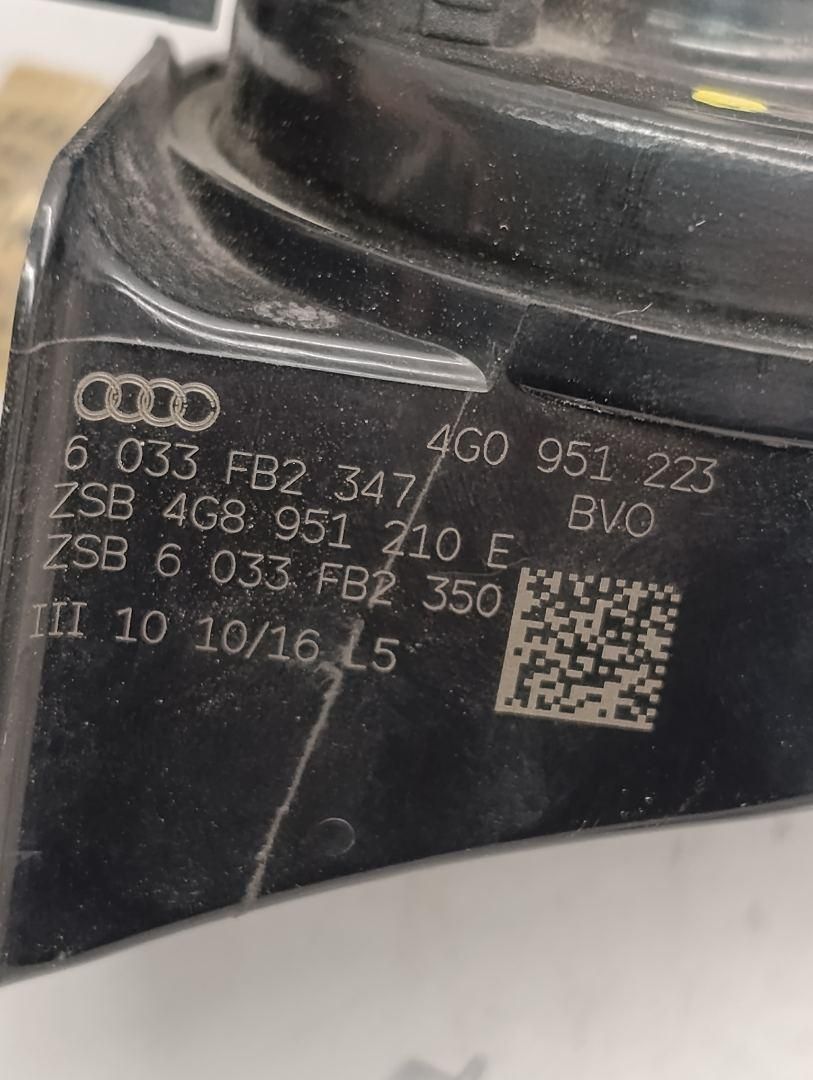 4G0 951 223
BVO
6 033 FB2 347
ZSB 4G8 951 210 E
ZSB 6 033 FB2 350
III 10 10/16 L5